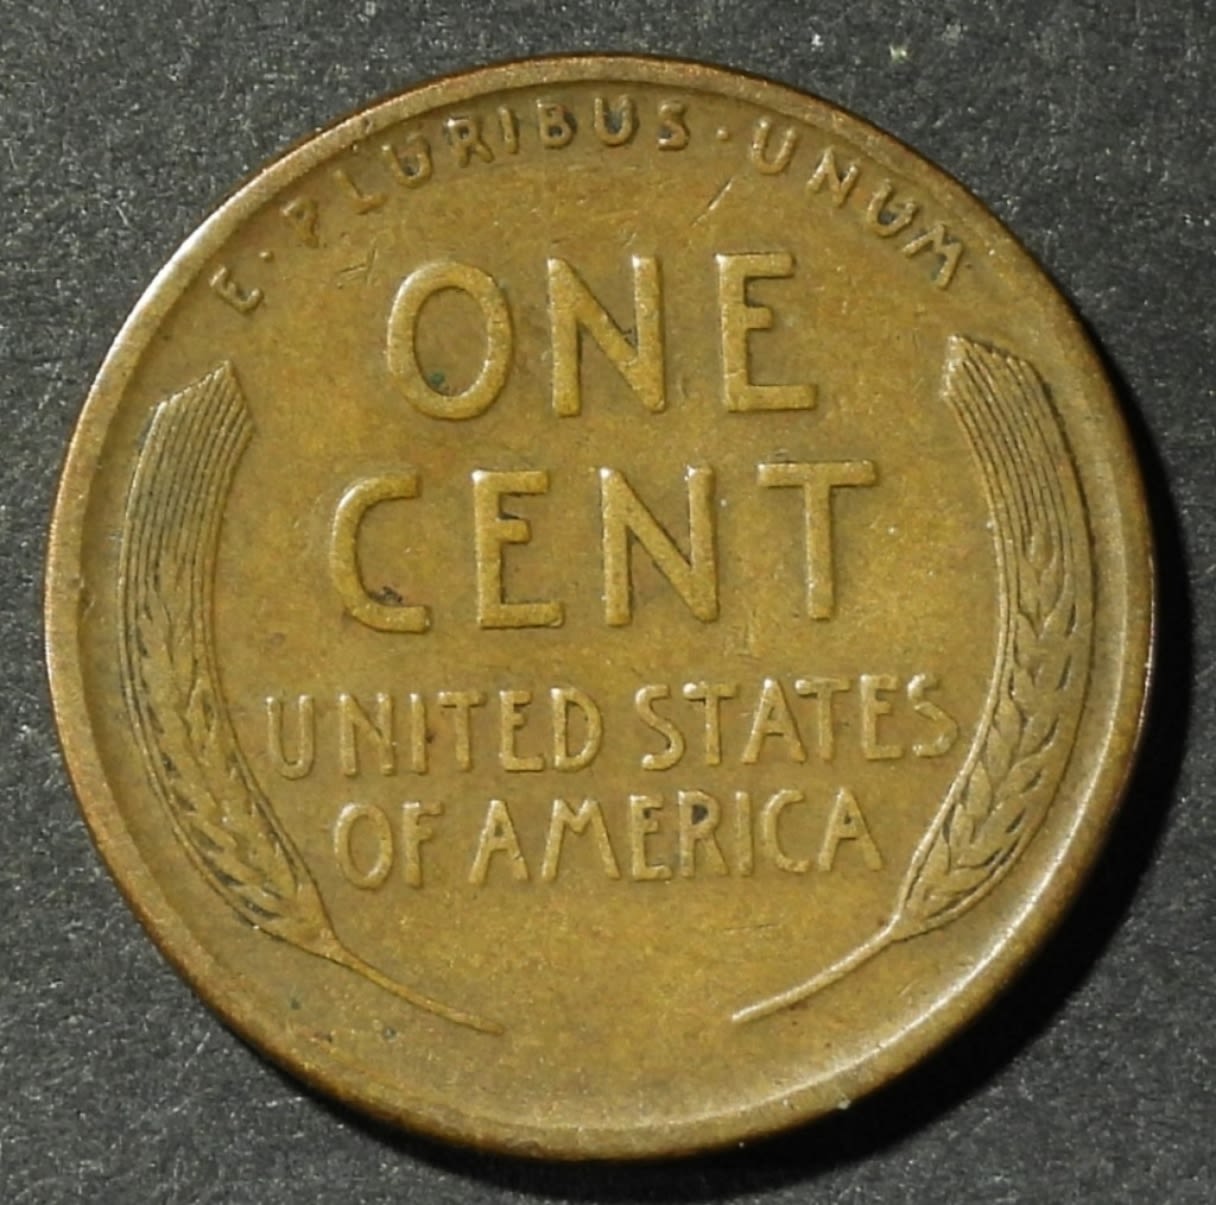 E · PLURIBUS · UNUM
ONE
CENT
UNITED STATES
OF AMERICA